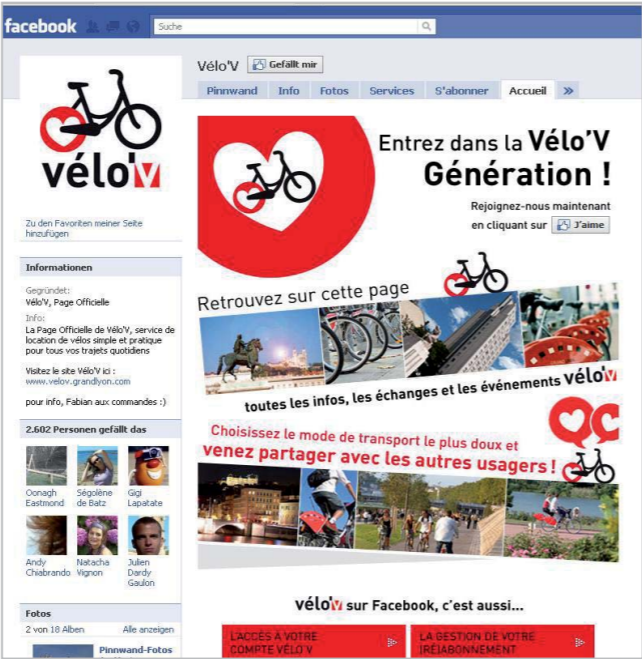 facebook
Suche
vélo'v
Zu den Favoriten meiner Seite
hinzufügen
Informationen
Gegründet:
Vélo'V, Page Officielle
Info:
La Page Officielle de Vélo'V, service de
location de vélos simple et pratique
pour tous vos trajets quotidiens
Visitez le site Vélo'V ici :
www.velov.grandlyon.com
pour info, Fabian aux commandes :)
2.602 Personen gefällt das
Oonagh
Eastmond
Ségolène
de Batz
Gigi
Lapatate
Andy
Chiabrando
Natacha
Vignon
Julien
Dardy
Gaulon
Fotos
2 von 18 Alben
Alle anzeigen
Pinnwand-Fotos
Vélo'V
Gefällt mir
Pinnwand Info Fotos Services S'abonner Accueil »
Entrez dans la Vélo'V
Génération !
Rejoignez-nous maintenant
en cliquant sur J'aime
Retrouvez sur cette page
toutes les infos, les échanges et les événements vélo'v
Choisissez le mode de transport le plus doux et
venez partager avec les autres usagers !
vélo'v sur Facebook, c'est aussi...
L'ACCÈS À VOTRE
COMPTE VÉLO'V
LA GESTION DE VOTRE
(RÉ)ABONNEMENT